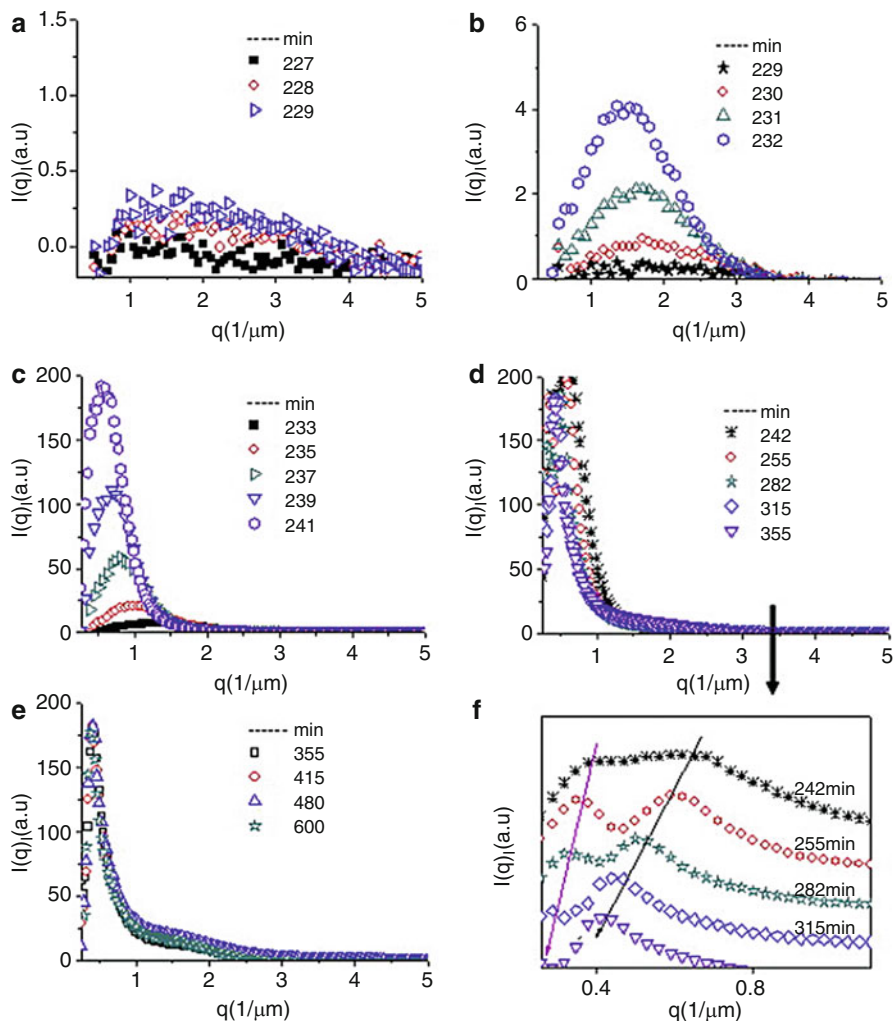 a
1.5
1.0
0.5
0.0
I(q)ₗ(a.u)
1 2 3 4 5
q(1/μm)
min
227
228
229
b
6
4
2
0
I(q)ₗ(a.u)
1 2 3 4 5
q(1/μm)
min
229
230
231
232
c
200
150
100
50
0
I(q)ₗ(a.u)
1 2 3 4 5
q(1/μm)
min
233
235
237
239
241
d
200
150
100
50
0
I(q)ₗ(a.u)
1 2 3 4 5
q(1/μm)
min
242
255
282
315
355
e
200
150
100
50
0
I(q)ₗ(a.u)
1 2 3 4 5
q(1/μm)
min
355
415
480
600
f
I(q)ₗ(a.u)
242min
255min
282min
315min
0.4 0.8
q(1/μm)